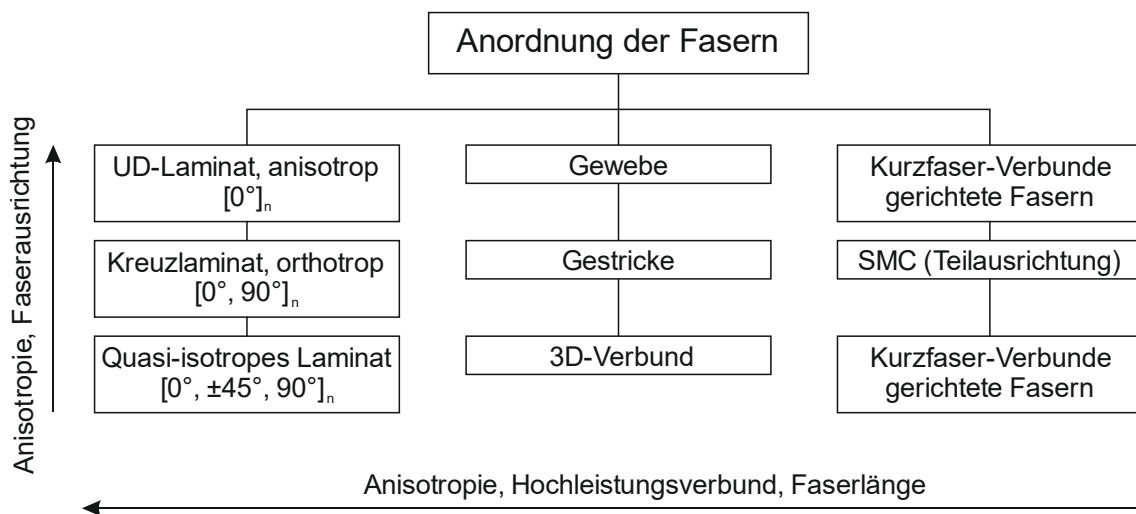 Anordnung der Fasern
Anisotropie, Faserausrichtung
UD-Laminat, anisotrop
[0°]n
Kreuzlaminat, orthotrop
[0°, 90°]n
Quasi-isotropes Laminat
[0°, ±45°, 90°]n
Gewebe
Gestricke
3D-Verbund
Kurzfaser-Verbunde
gerichtete Fasern
SMC (Teilausrichtung)
Kurzfaser-Verbunde
gerichtete Fasern
Anisotropie, Hochleistungsverbund, Faserlänge